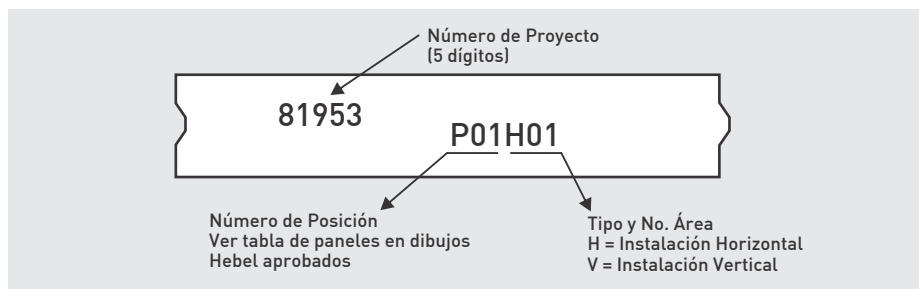 Número de Proyecto
(5 dígitos)
81953
P01H01
Número de Posición
Ver tabla de paneles en dibujos
Hebel aprobados
Tipo y No. Área
H = Instalación Horizontal
V = Instalación Vertical